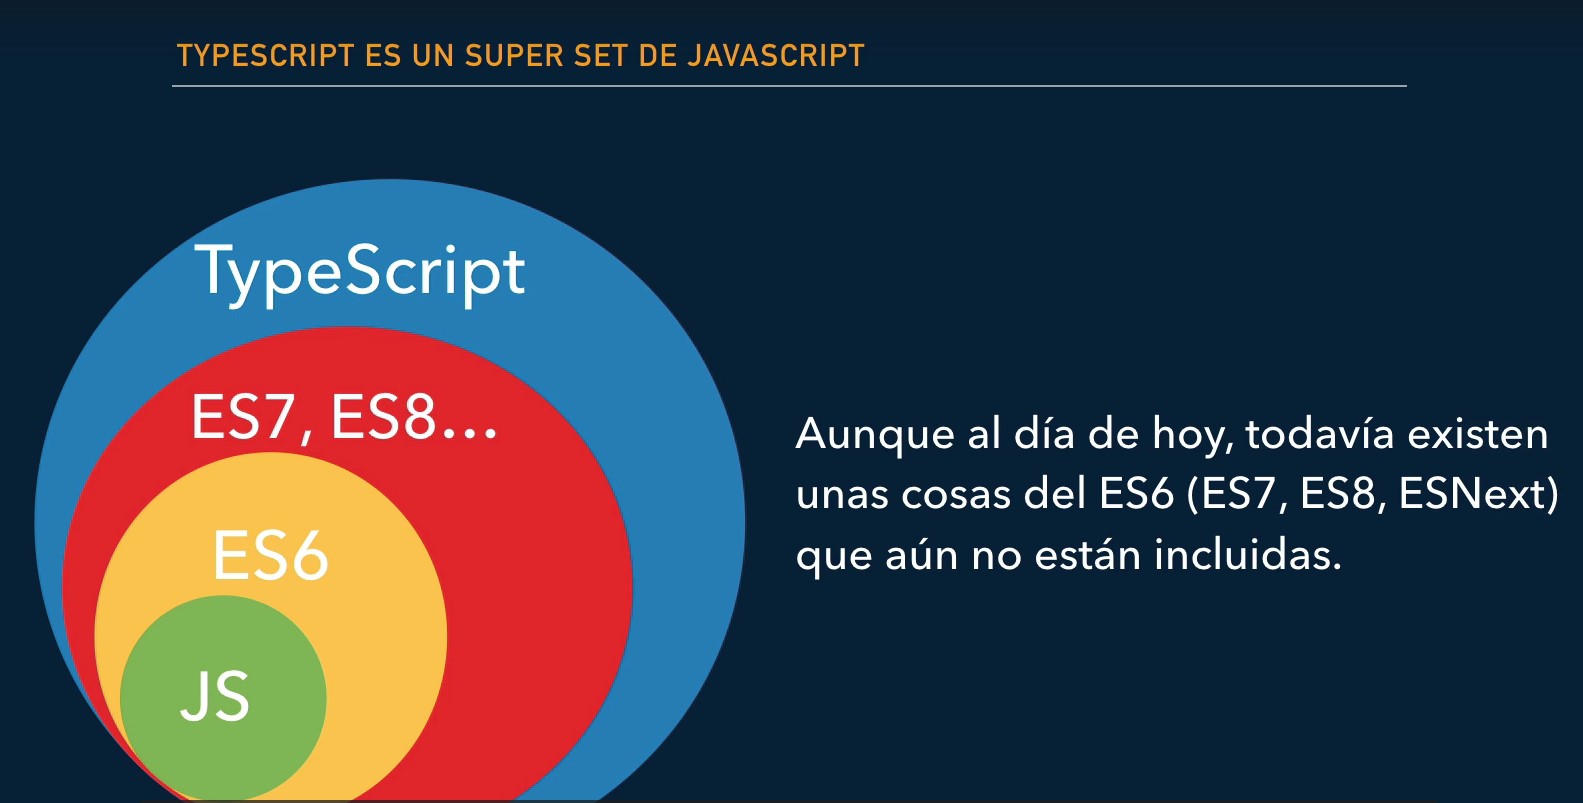 TYPESCRIPT ES UN SUPER SET DE JAVASCRIPT
TypeScript
ES7, ES8...
ES6
JS
Aunque al día de hoy, todavía existen
unas cosas del ES6 (ES7, ES8, ESNext)
que aún no están incluidas.